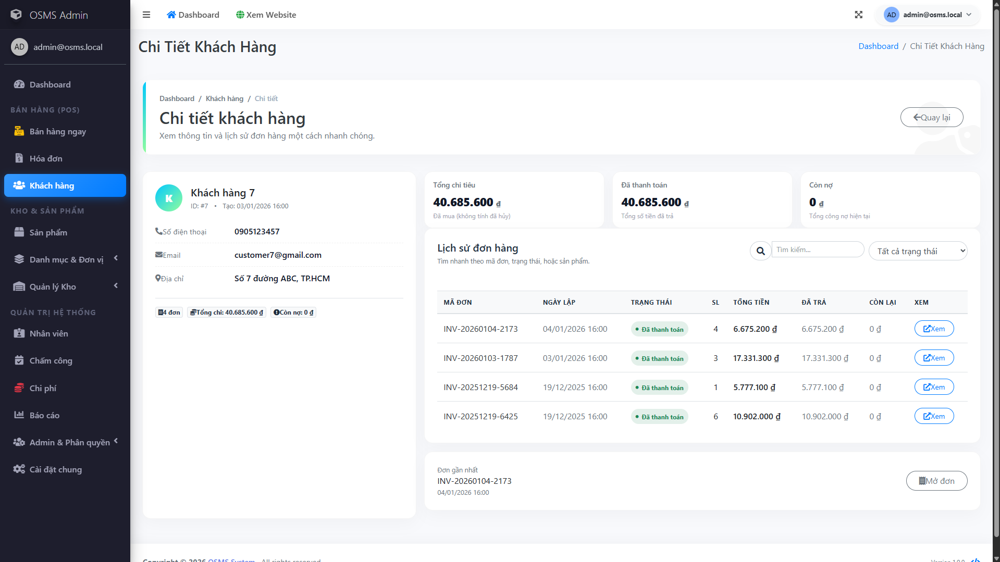 OSMS Admin
AD admin@osms.local
Dashboard
BÁN HÀNG (POS)
Bán hàng ngay
Hóa đơn
Khách hàng
KHO & SẢN PHẨM
Sản phẩm
Danh mục & Đơn vị
Quản lý Kho
QUẢN TRỊ HỆ THỐNG
Nhân viên
Chấm công
Chi phí
Báo cáo
Admin & Phân quyền
Cài đặt chung
Dashboard Xem Website
AD admin@osms.local
Chi Tiết Khách Hàng
Dashboard / Chi Tiết Khách Hàng
Dashboard / Khách hàng / Chi tiết
Chi tiết khách hàng
Xem thông tin và lịch sử đơn hàng một cách nhanh chóng.
Quay lại
K
Khách hàng 7
ID: #7 • Tạo: 03/01/2026 16:00
Số điện thoại 0905123457
Email customer7@gmail.com
Địa chỉ Số 7 đường ABC, TP.HCM
4 đơn Tổng chi: 40.685.600 ₫ Còn nợ: 0 ₫
Tổng chi tiêu
40.685.600 ₫
Đã mua (không tính đã hủy)
Đã thanh toán
40.685.600 ₫
Tổng số tiền đã trả
Còn nợ
0 ₫
Tổng công nợ hiện tại
Lịch sử đơn hàng
Tìm nhanh theo mã đơn, trạng thái, hoặc sản phẩm.
Tìm kiếm...
Tất cả trạng thái
MÃ ĐƠN NGÀY LẬP TRẠNG THÁI SL TỔNG TIỀN ĐÃ TRẢ CÒN LẠI XEM
INV-20260104-2173 04/01/2026 16:00 Đã thanh toán 4 6.675.200 ₫ 6.675.200 ₫ 0 ₫ Xem
INV-20260103-1787 03/01/2026 16:00 Đã thanh toán 3 17.331.300 ₫ 17.331.300 ₫ 0 ₫ Xem
INV-20251219-5684 19/12/2025 16:00 Đã thanh toán 1 5.777.100 ₫ 5.777.100 ₫ 0 ₫ Xem
INV-20251219-6425 19/12/2025 16:00 Đã thanh toán 6 10.902.000 ₫ 10.902.000 ₫ 0 ₫ Xem
Đơn gần nhất
INV-20260104-2173
04/01/2026 16:00
Mở đơn
Copyright © 2026 OSMS System. All rights reserved.
Version 1.0.0